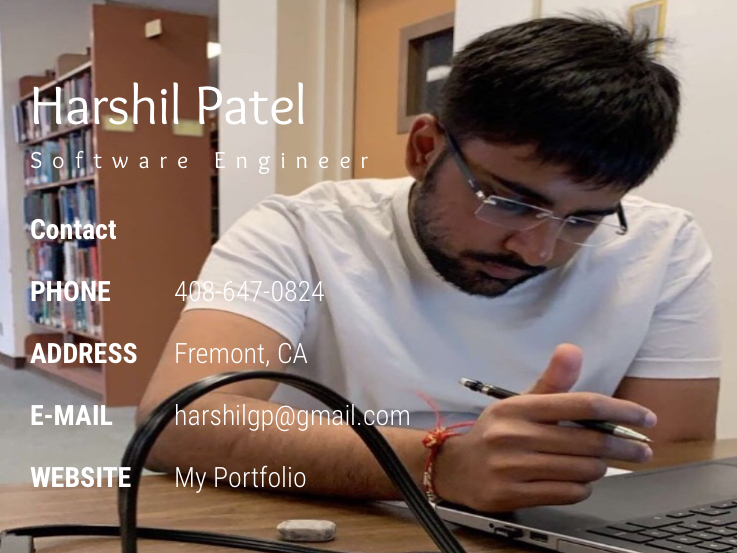 Harshil Patel
Software Engineer
Contact
PHONE 408-647-0824
ADDRESS Fremont, CA
E-MAIL harshilgp@gmail.com
WEBSITE My Portfolio